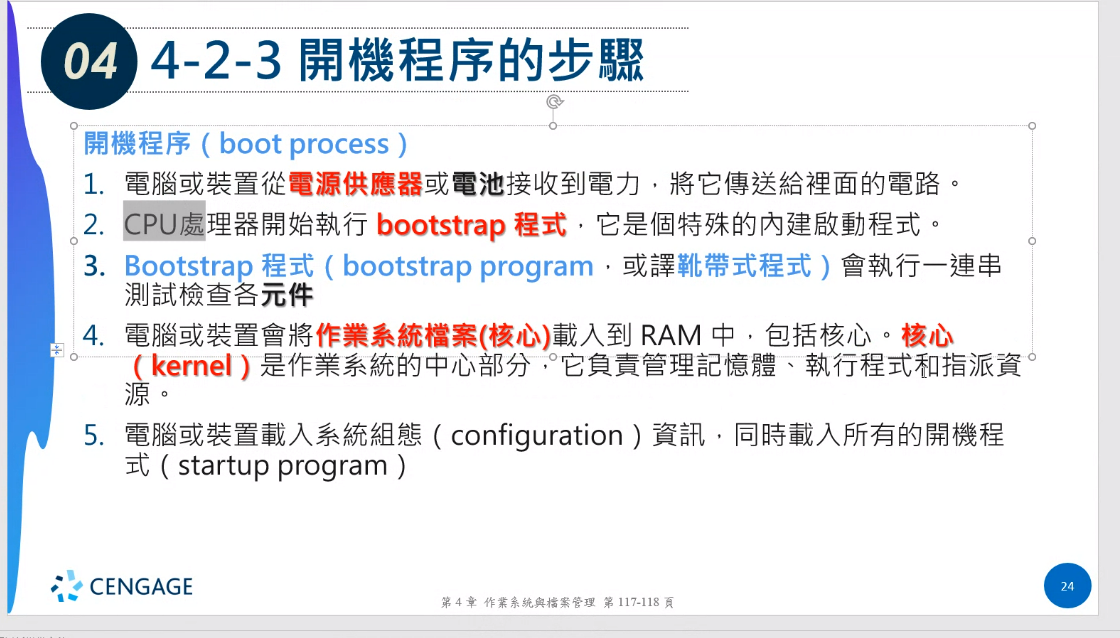 04 4-2-3 開機程序的步驟
開機程序(boot process)
1. 電腦或裝置從電源供應器或電池接收到電力,將它傳送給裡面的電路。
2. CPU處理器開始執行 bootstrap 程式,它是個特殊的內建啟動程式。
3. Bootstrap 程式(bootstrap program,或譯靴帶式程式)會執行一連串
測試檢查各元件
4. 電腦或裝置會將作業系統檔案(核心)載入到 RAM 中,包括核心。核心
(kernel)是作業系統的中心部分,它負責管理記憶體、執行程式和指派資
源。
5. 電腦或裝置載入系統組態(configuration)資訊,同時載入所有的開機程
式(startup program)
CENGAGE
第 4 章 作業系統與檔案管理 第 117-118 頁
24